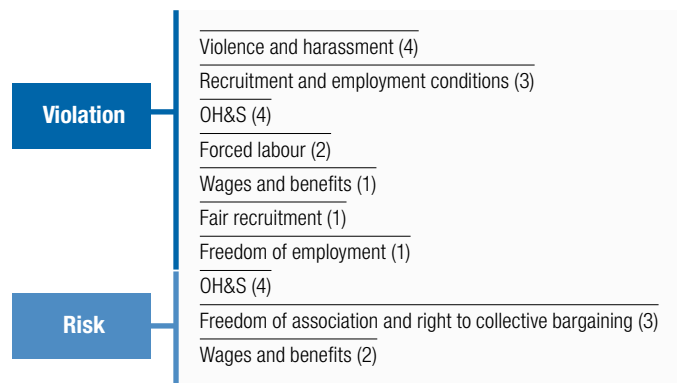 Violation
Violence and harassment (4)
Recruitment and employment conditions (3)
OH&S (4)
Forced labour (2)
Wages and benefits (1)
Fair recruitment (1)
Freedom of employment (1)
Risk
OH&S (4)
Freedom of association and right to collective bargaining (3)
Wages and benefits (2)